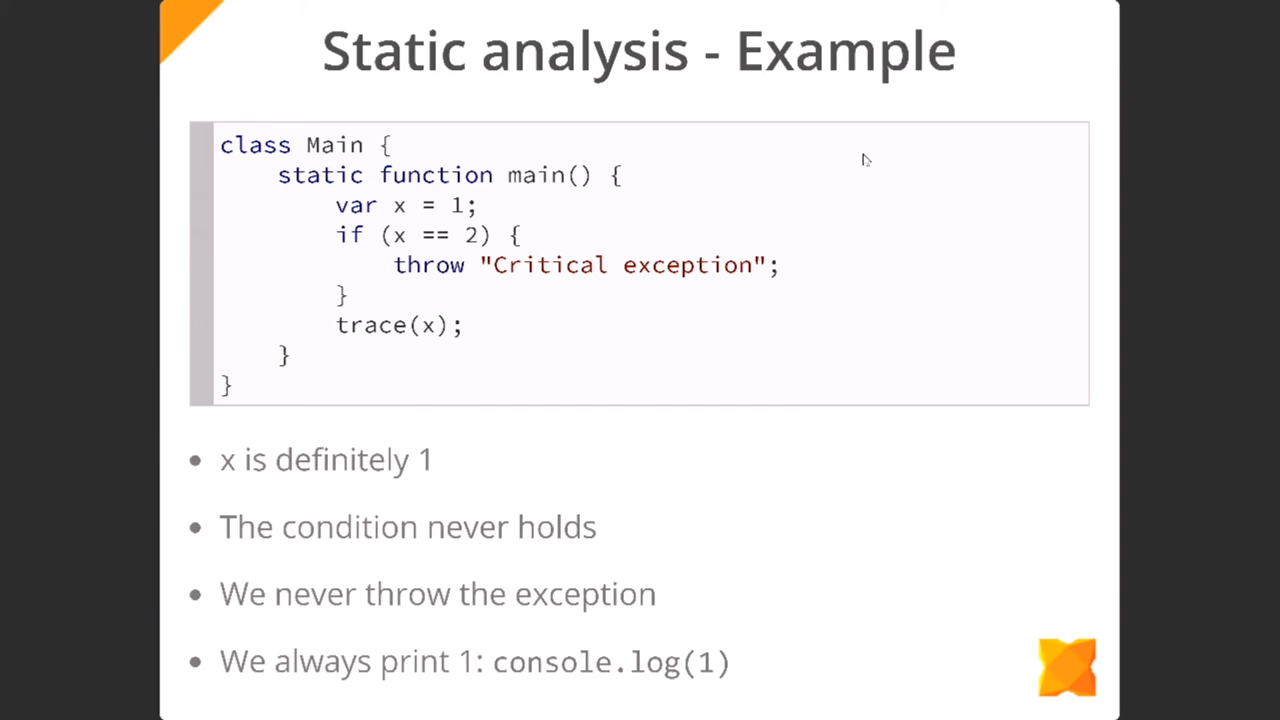 Static analysis - Example
class Main {
    static function main() {
        var x = 1;
        if (x == 2) {
            throw "Critical exception";
        }
        trace(x);
    }
}
• x is definitely 1
• The condition never holds
• We never throw the exception
• We always print 1: console.log(1)